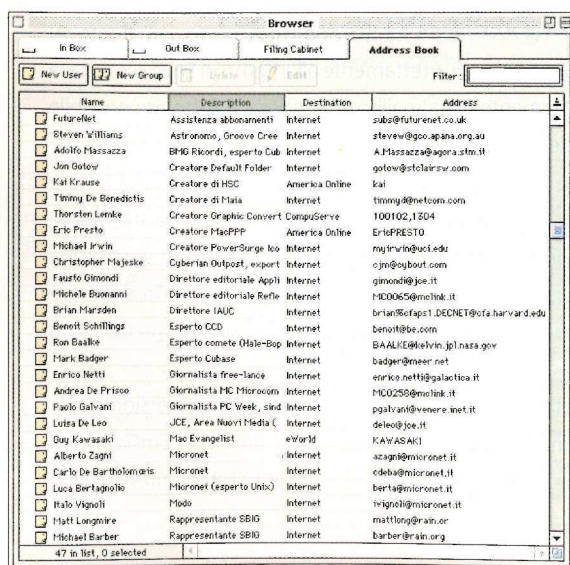 Browser
In Box Out Box Filing Cabinet Address Book
New User New Group Delete Edit Filter:
Name Description Destination Address
FutureNet Assistenza abbonamenti Internet subs@futurenet.co.uk
Steven Williams Astronomo, Groove Cree Internet stevew@gco.apana.org.au
Adolfo Massazza BMG Ricordi, esperto Cub Internet A.Massazza@agora.stm.it
Jon Gotow Creatore Default Folder Internet gotow@stclairsw.com
Kai Krause Creatore di HSC America Online kai
Timmy De Benedictis Creatore di Maia Internet timmyd@netcom.com
Thorsten Lemke Creatore Graphic Convert CompuServe 100102,1304
Eric Presto Creatore MacPPP America Online EricPRESTO
Michael Irwin Creatore PowerSurge Ico Internet myirwin@uci.edu
Christopher Majeske Cyberian Outpost, export Internet cjm@cybout.com
Fausto Gimondi Direttore editoriale Appli Internet gimondi@jce.it
Michele Buonanni Direttore editoriale Refle Internet MC0065@mclink.it
Brian Marsden Direttore IAUC Internet brian%cfaps1.DECNET@cfa.harvard.edu
Benoit Schillings Esperto CCD Internet benoit@be.com
Ron Baalke Esperto comete (Hale-Bop Internet BAALKE@kelvin.jpl.nasa.gov
Mark Badger Esperto Cubase Internet badger@meer.net
Enrico Netti Giornalista free-lance Internet enrico.netti@galactica.it
Andrea De Prisco Giornalista MC Microcom Internet MC0258@mclink.it
Paolo Galvani Giornalista PC Week, sind Internet pgalvani@venere.inet.it
Luisa De Leo JCE, Area Nuovi Media ( Internet deleo@jce.it
Guy Kawasaki Mac Evangelist eWorld KAWASAKI
Alberto Zagni Micronet Internet azagni@micronet.it
Carlo De Bartholomæis Micronet Internet cdeba@micronet.it
Luca Bertagnolio Micronet (esperto Unix) Internet berta@micronet.it
Italo Vignoli Modo Internet ivignoli@micronet.it
Matt Longmire Rappresentante SBIG Internet mattlong@rain.or
Michael Barber Rappresentante SBIG Internet barber@rain.org
47 in list, 0 selected